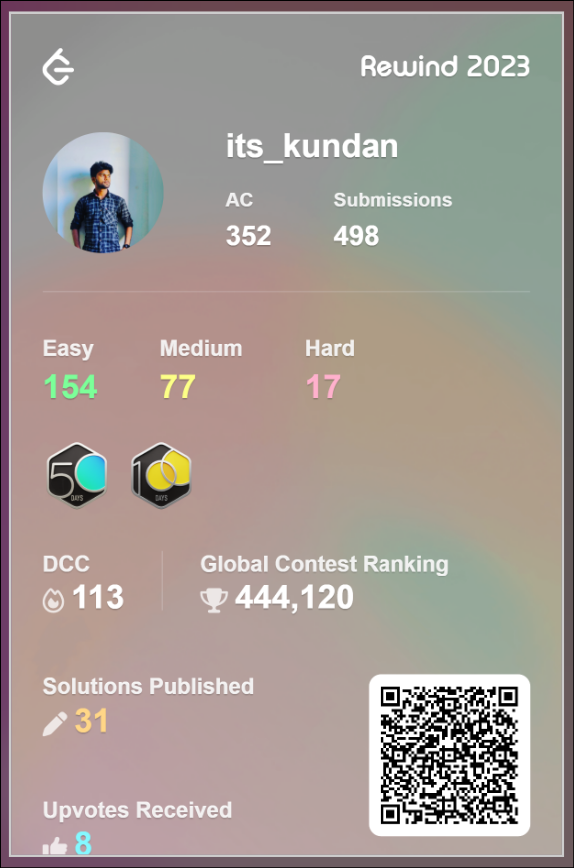 Rewind 2023
its_kundan
AC Submissions
352 498
Easy Medium Hard
154 77 17
50 100
DAYS DAYS
DCC Global Contest Ranking
113 444,120
Solutions Published
31
Upvotes Received
8